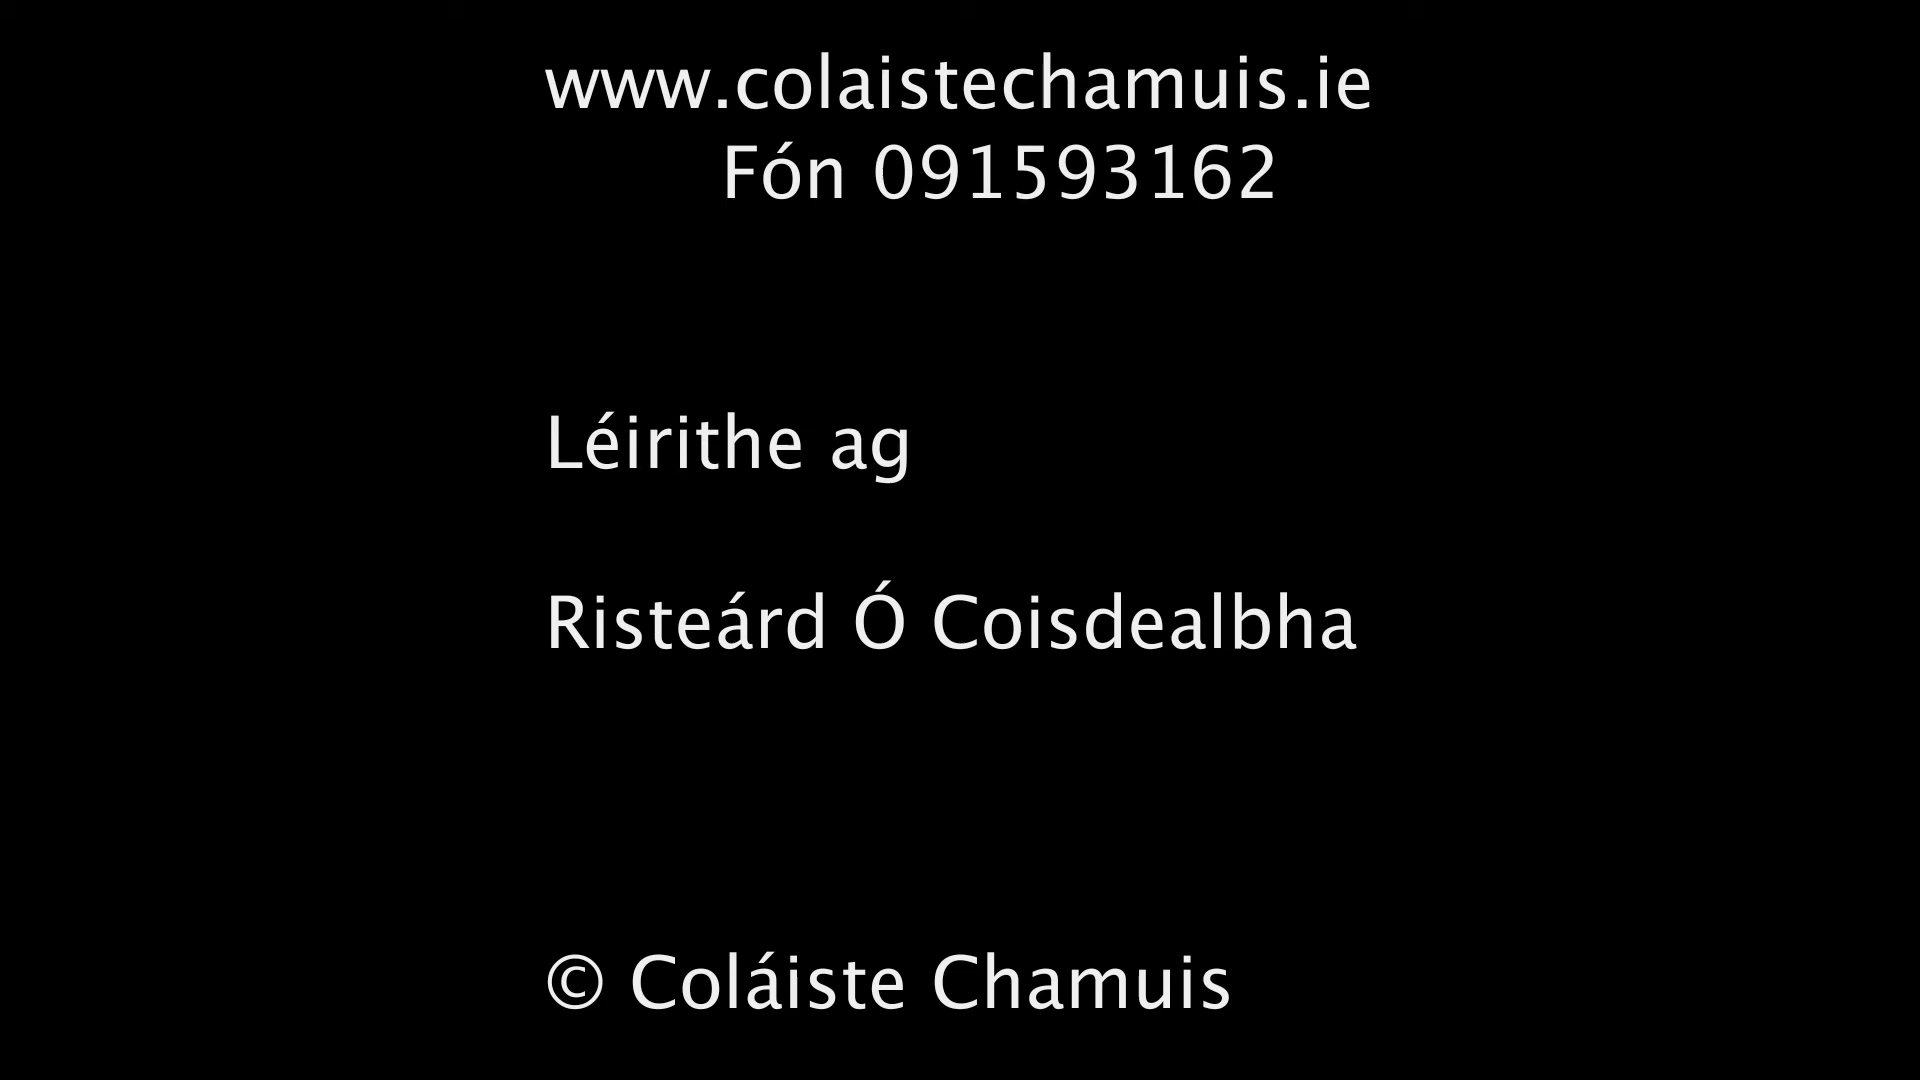 www.colaistechamuis.ie
Fón 091593162
Léirithe ag
Risteárd Ó Coisdealbha
© Coláiste Chamuis